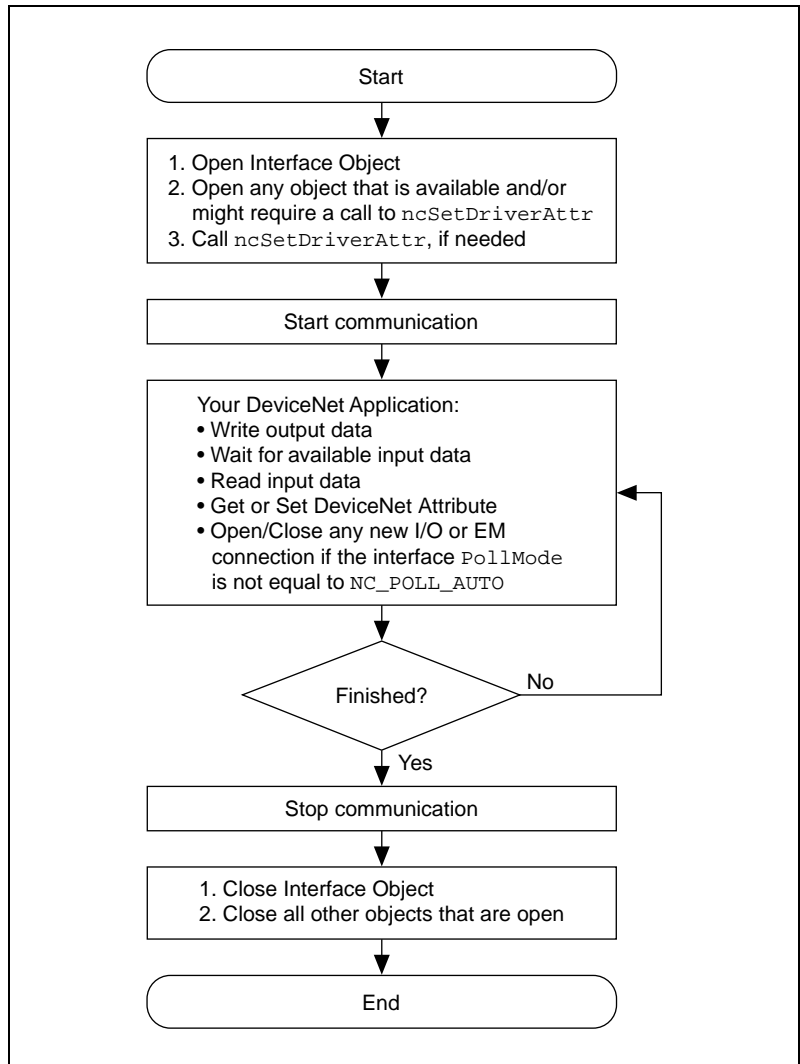 Start
1. Open Interface Object
2. Open any object that is available and/or
might require a call to ncSetDriverAttr
3. Call ncSetDriverAttr, if needed
Start communication
Your DeviceNet Application:
• Write output data
• Wait for available input data
• Read input data
• Get or Set DeviceNet Attribute
• Open/Close any new I/O or EM
connection if the interface PollMode
is not equal to NC_POLL_AUTO
Finished?
No
Yes
Stop communication
1. Close Interface Object
2. Close all other objects that are open
End